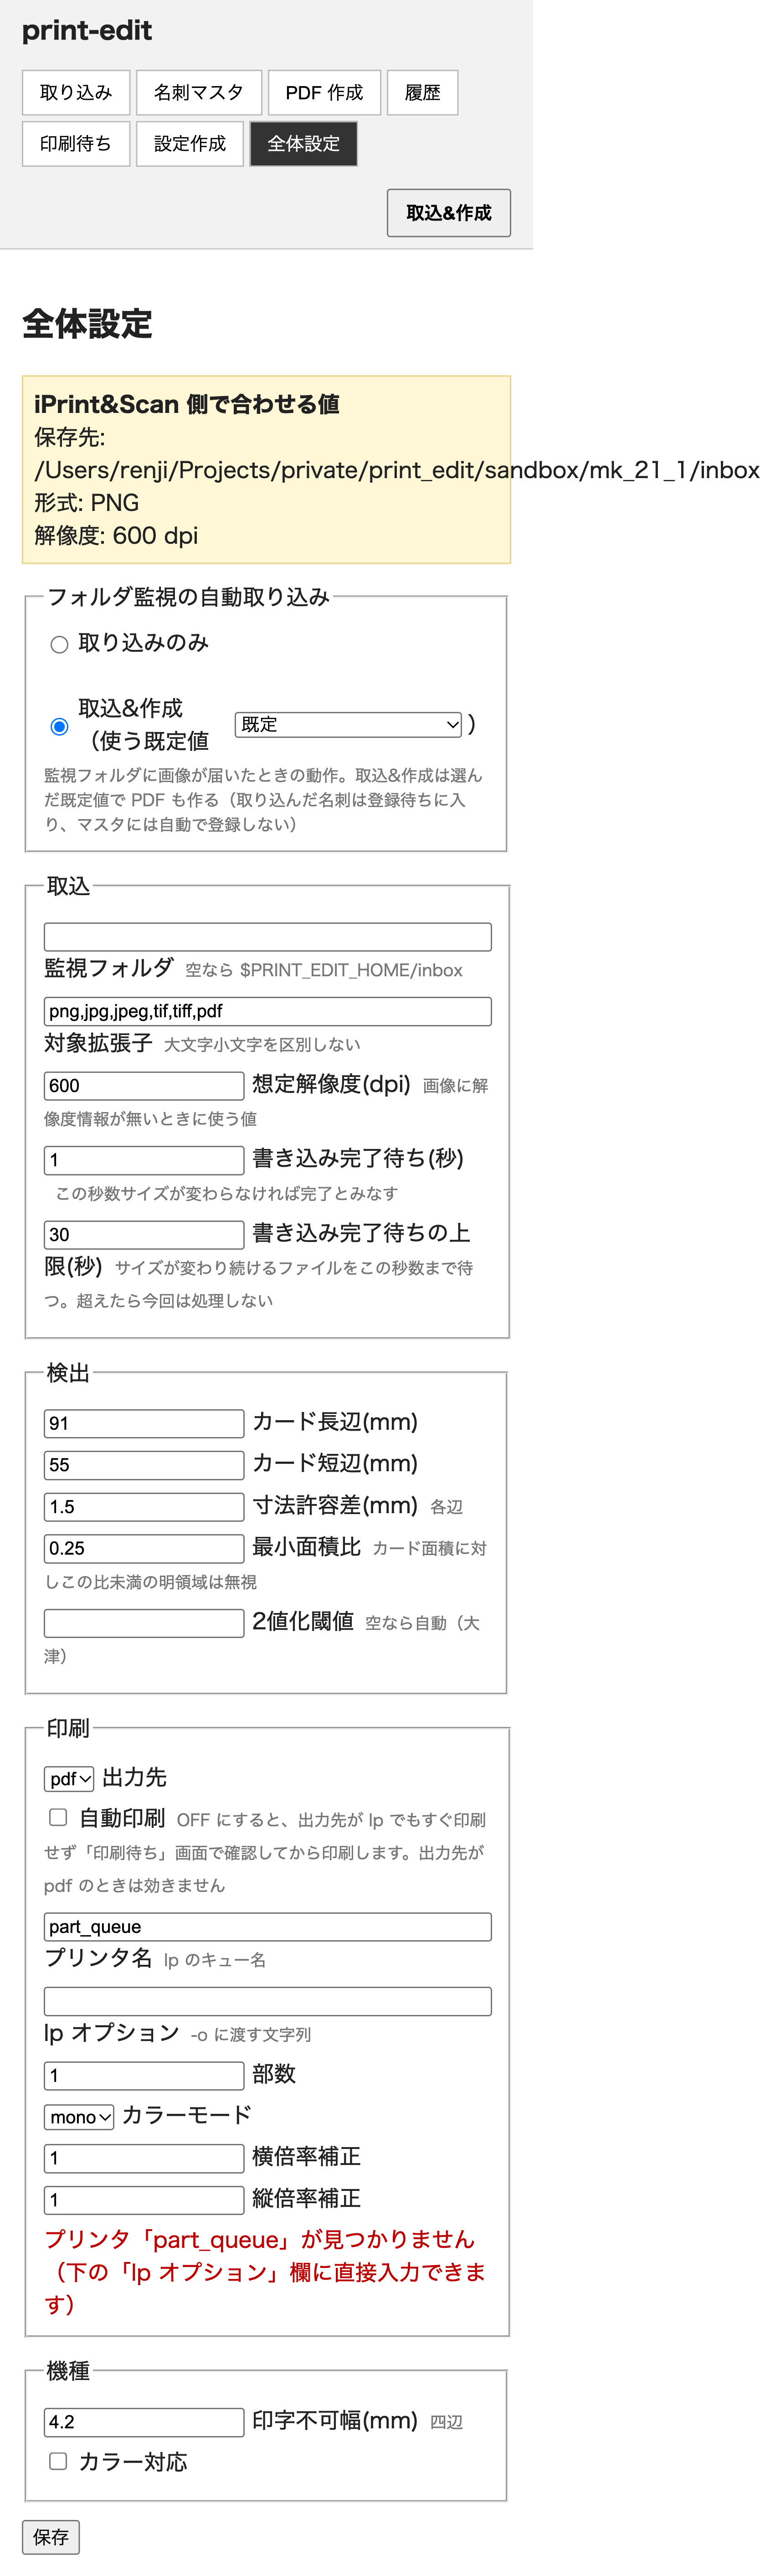 print-edit
取り込み
名刺マスタ
PDF 作成
履歴
印刷待ち
設定作成
全体設定
取込&作成
全体設定
iPrint&Scan 側で合わせる値
保存先:
/Users/renji/Projects/private/print_edit/sandbox/mk_21_1/inbox
形式: PNG
解像度: 600 dpi
フォルダ監視の自動取り込み
取り込みのみ
取込&作成
（使う既定値 既定 ）
監視フォルダに画像が届いたときの動作。取込&作成は選ん
だ既定値で PDF も作る（取り込んだ名刺は登録待ちに入
り、マスタには自動で登録しない）
取込
監視フォルダ 空なら $PRINT_EDIT_HOME/inbox
png,jpg,jpeg,tif,tiff,pdf
対象拡張子 大文字小文字を区別しない
600 想定解像度(dpi) 画像に解
像度情報が無いときに使う値
1 書き込み完了待ち(秒)
この秒数サイズが変わらなければ完了とみなす
30 書き込み完了待ちの上
限(秒) サイズが変わり続けるファイルをこの秒数まで待
つ。超えたら今回は処理しない
検出
91 カード長辺(mm)
55 カード短辺(mm)
1.5 寸法許容差(mm) 各辺
0.25 最小面積比 カード面積に対
しこの比未満の明領域は無視
2値化閾値 空なら自動（大
津）
印刷
pdf 出力先
自動印刷 OFF にすると、出力先が lp でもすぐ印刷
せず「印刷待ち」画面で確認してから印刷します。出力先が
pdf のときは効きません
part_queue
プリンタ名 lp のキュー名
lp オプション -o に渡す文字列
1 部数
mono カラーモード
1 横倍率補正
1 縦倍率補正
プリンタ「part_queue」が見つかりません
（下の「lp オプション」欄に直接入力できま
す）
機種
4.2 印字不可幅(mm) 四辺
カラー対応
保存